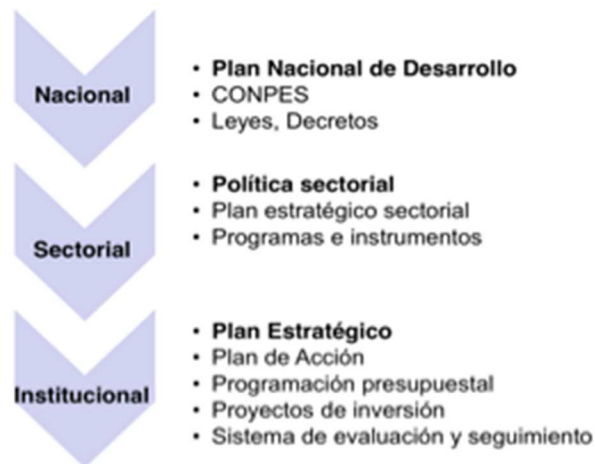 Nacional
• Plan Nacional de Desarrollo
• CONPES
• Leyes, Decretos
Sectorial
• Política sectorial
• Plan estratégico sectorial
• Programas e instrumentos
Institucional
• Plan Estratégico
• Plan de Acción
• Programación presupuestal
• Proyectos de inversión
• Sistema de evaluación y seguimiento